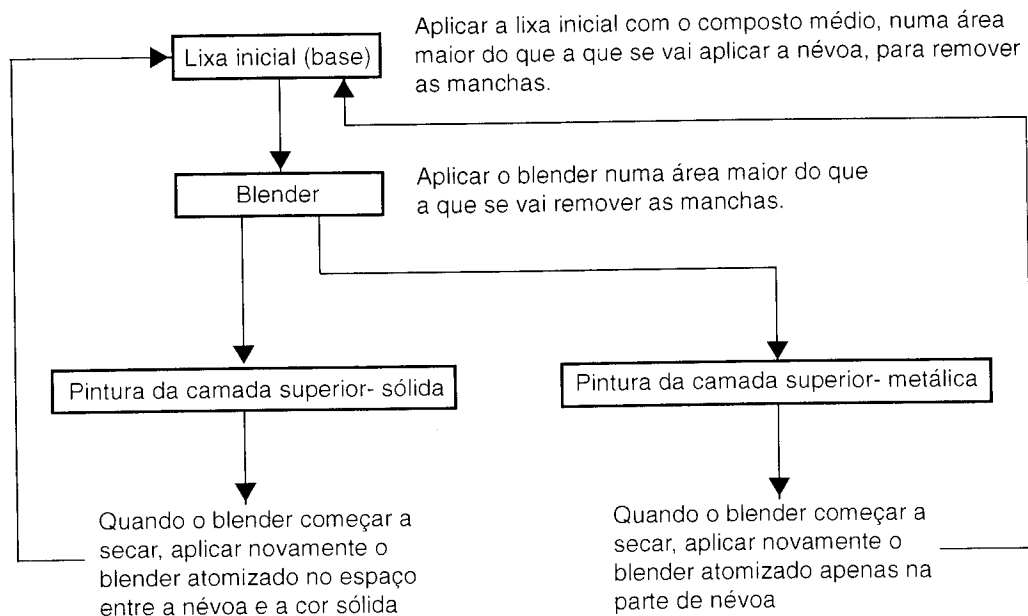 Aplicar a lixa inicial com o composto médio, numa área
maior do que a que se vai aplicar a névoa, para remover
as manchas.
Lixa inicial (base)
Blender
Aplicar o blender numa área maior do que
a que se vai remover as manchas.
Pintura da camada superior- sólida
Pintura da camada superior- metálica
Quando o blender começar a
secar, aplicar novamente o
blender atomizado no espaço
entre a névoa e a cor sólida
Quando o blender começar a
secar, aplicar novamente o
blender atomizado apenas na
parte de névoa